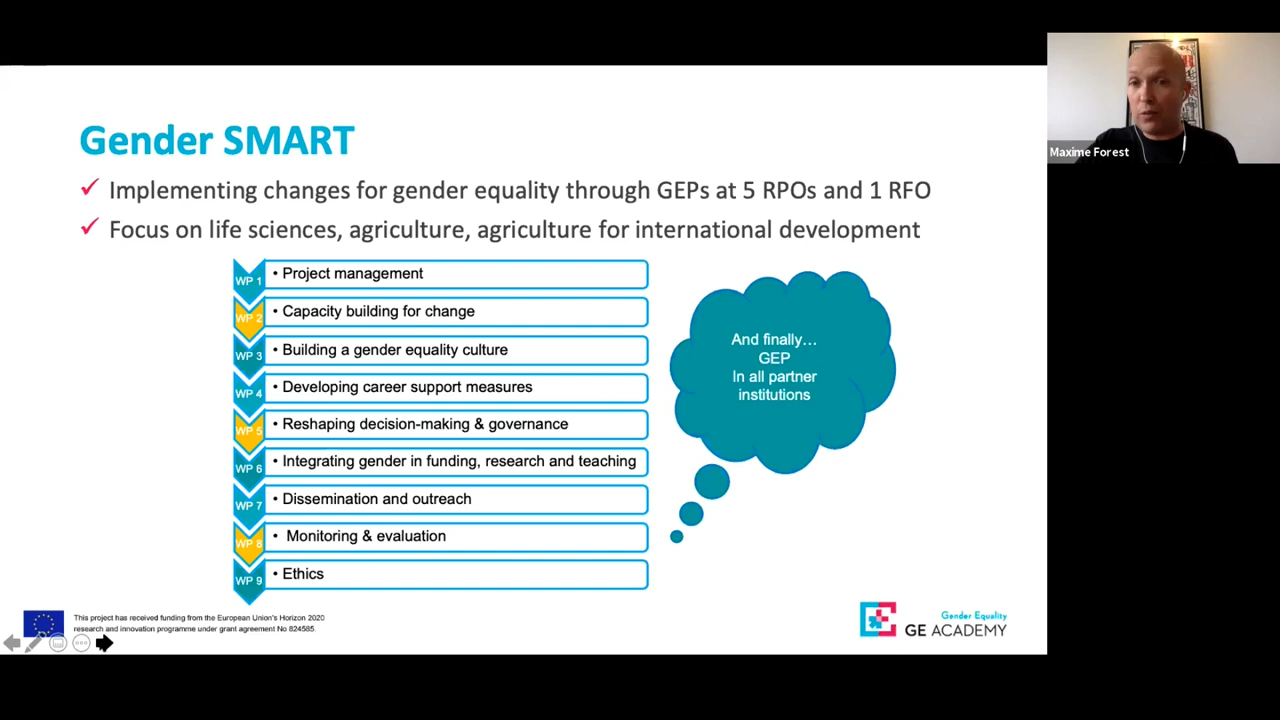 Gender SMART
Implementing changes for gender equality through GEPs at 5 RPOs and 1 RFO
Focus on life sciences, agriculture, agriculture for international development
WP 1 • Project management
WP 2 • Capacity building for change
WP 3 • Building a gender equality culture
WP 4 • Developing career support measures
WP 5 • Reshaping decision-making & governance
WP 6 • Integrating gender in funding, research and teaching
WP 7 • Dissemination and outreach
WP 8 • Monitoring & evaluation
WP 9 • Ethics
And finally…
GEP
In all partner
institutions
This project has received funding from the European Union's Horizon 2020
research and innovation programme under grant agreement No 824585.
Gender Equality
GE ACADEMY
Maxime Forest